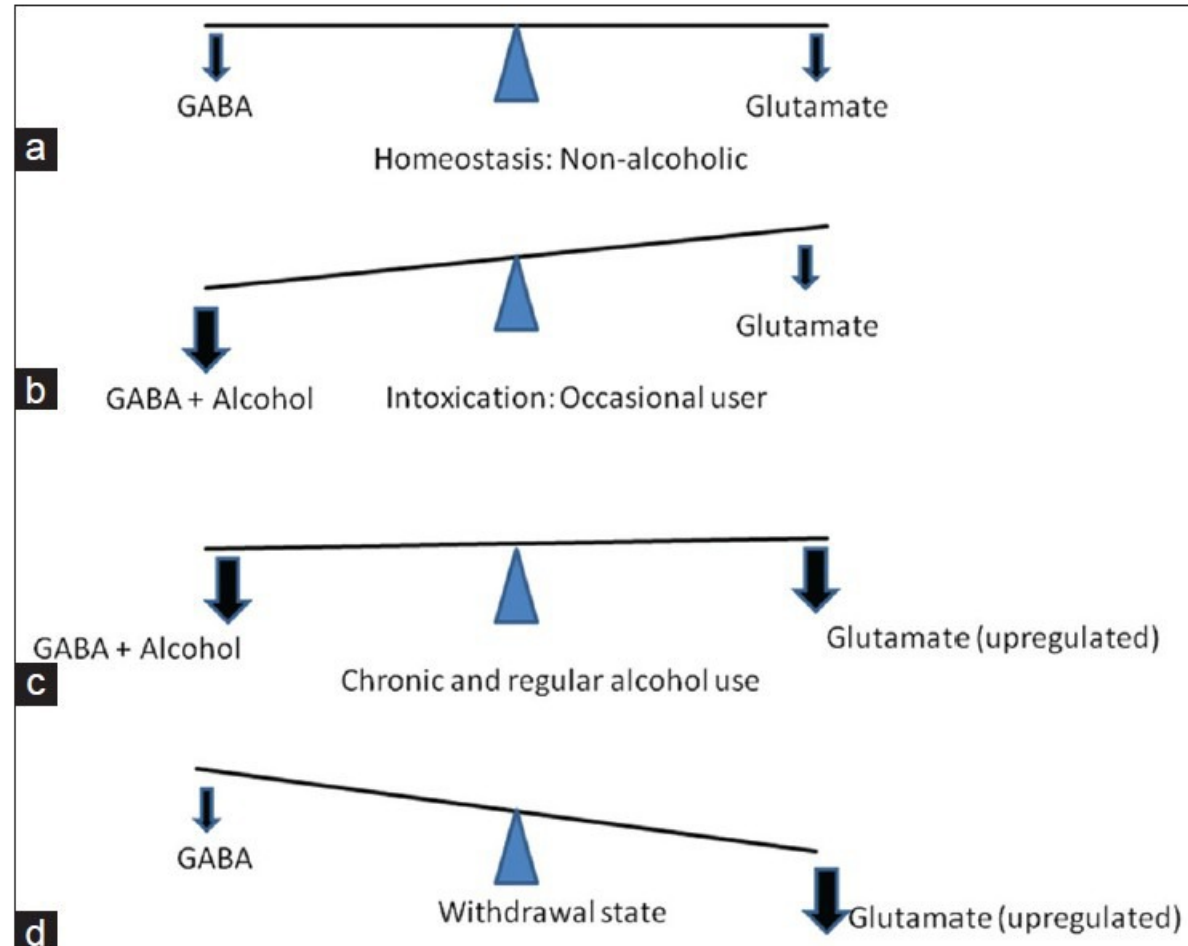 GABA
Glutamate
a
Homeostasis: Non-alcoholic
Glutamate
b
GABA + Alcohol
Intoxication: Occasional user
GABA + Alcohol
Glutamate (upregulated)
c
Chronic and regular alcohol use
GABA
Withdrawal state
Glutamate (upregulated)
d